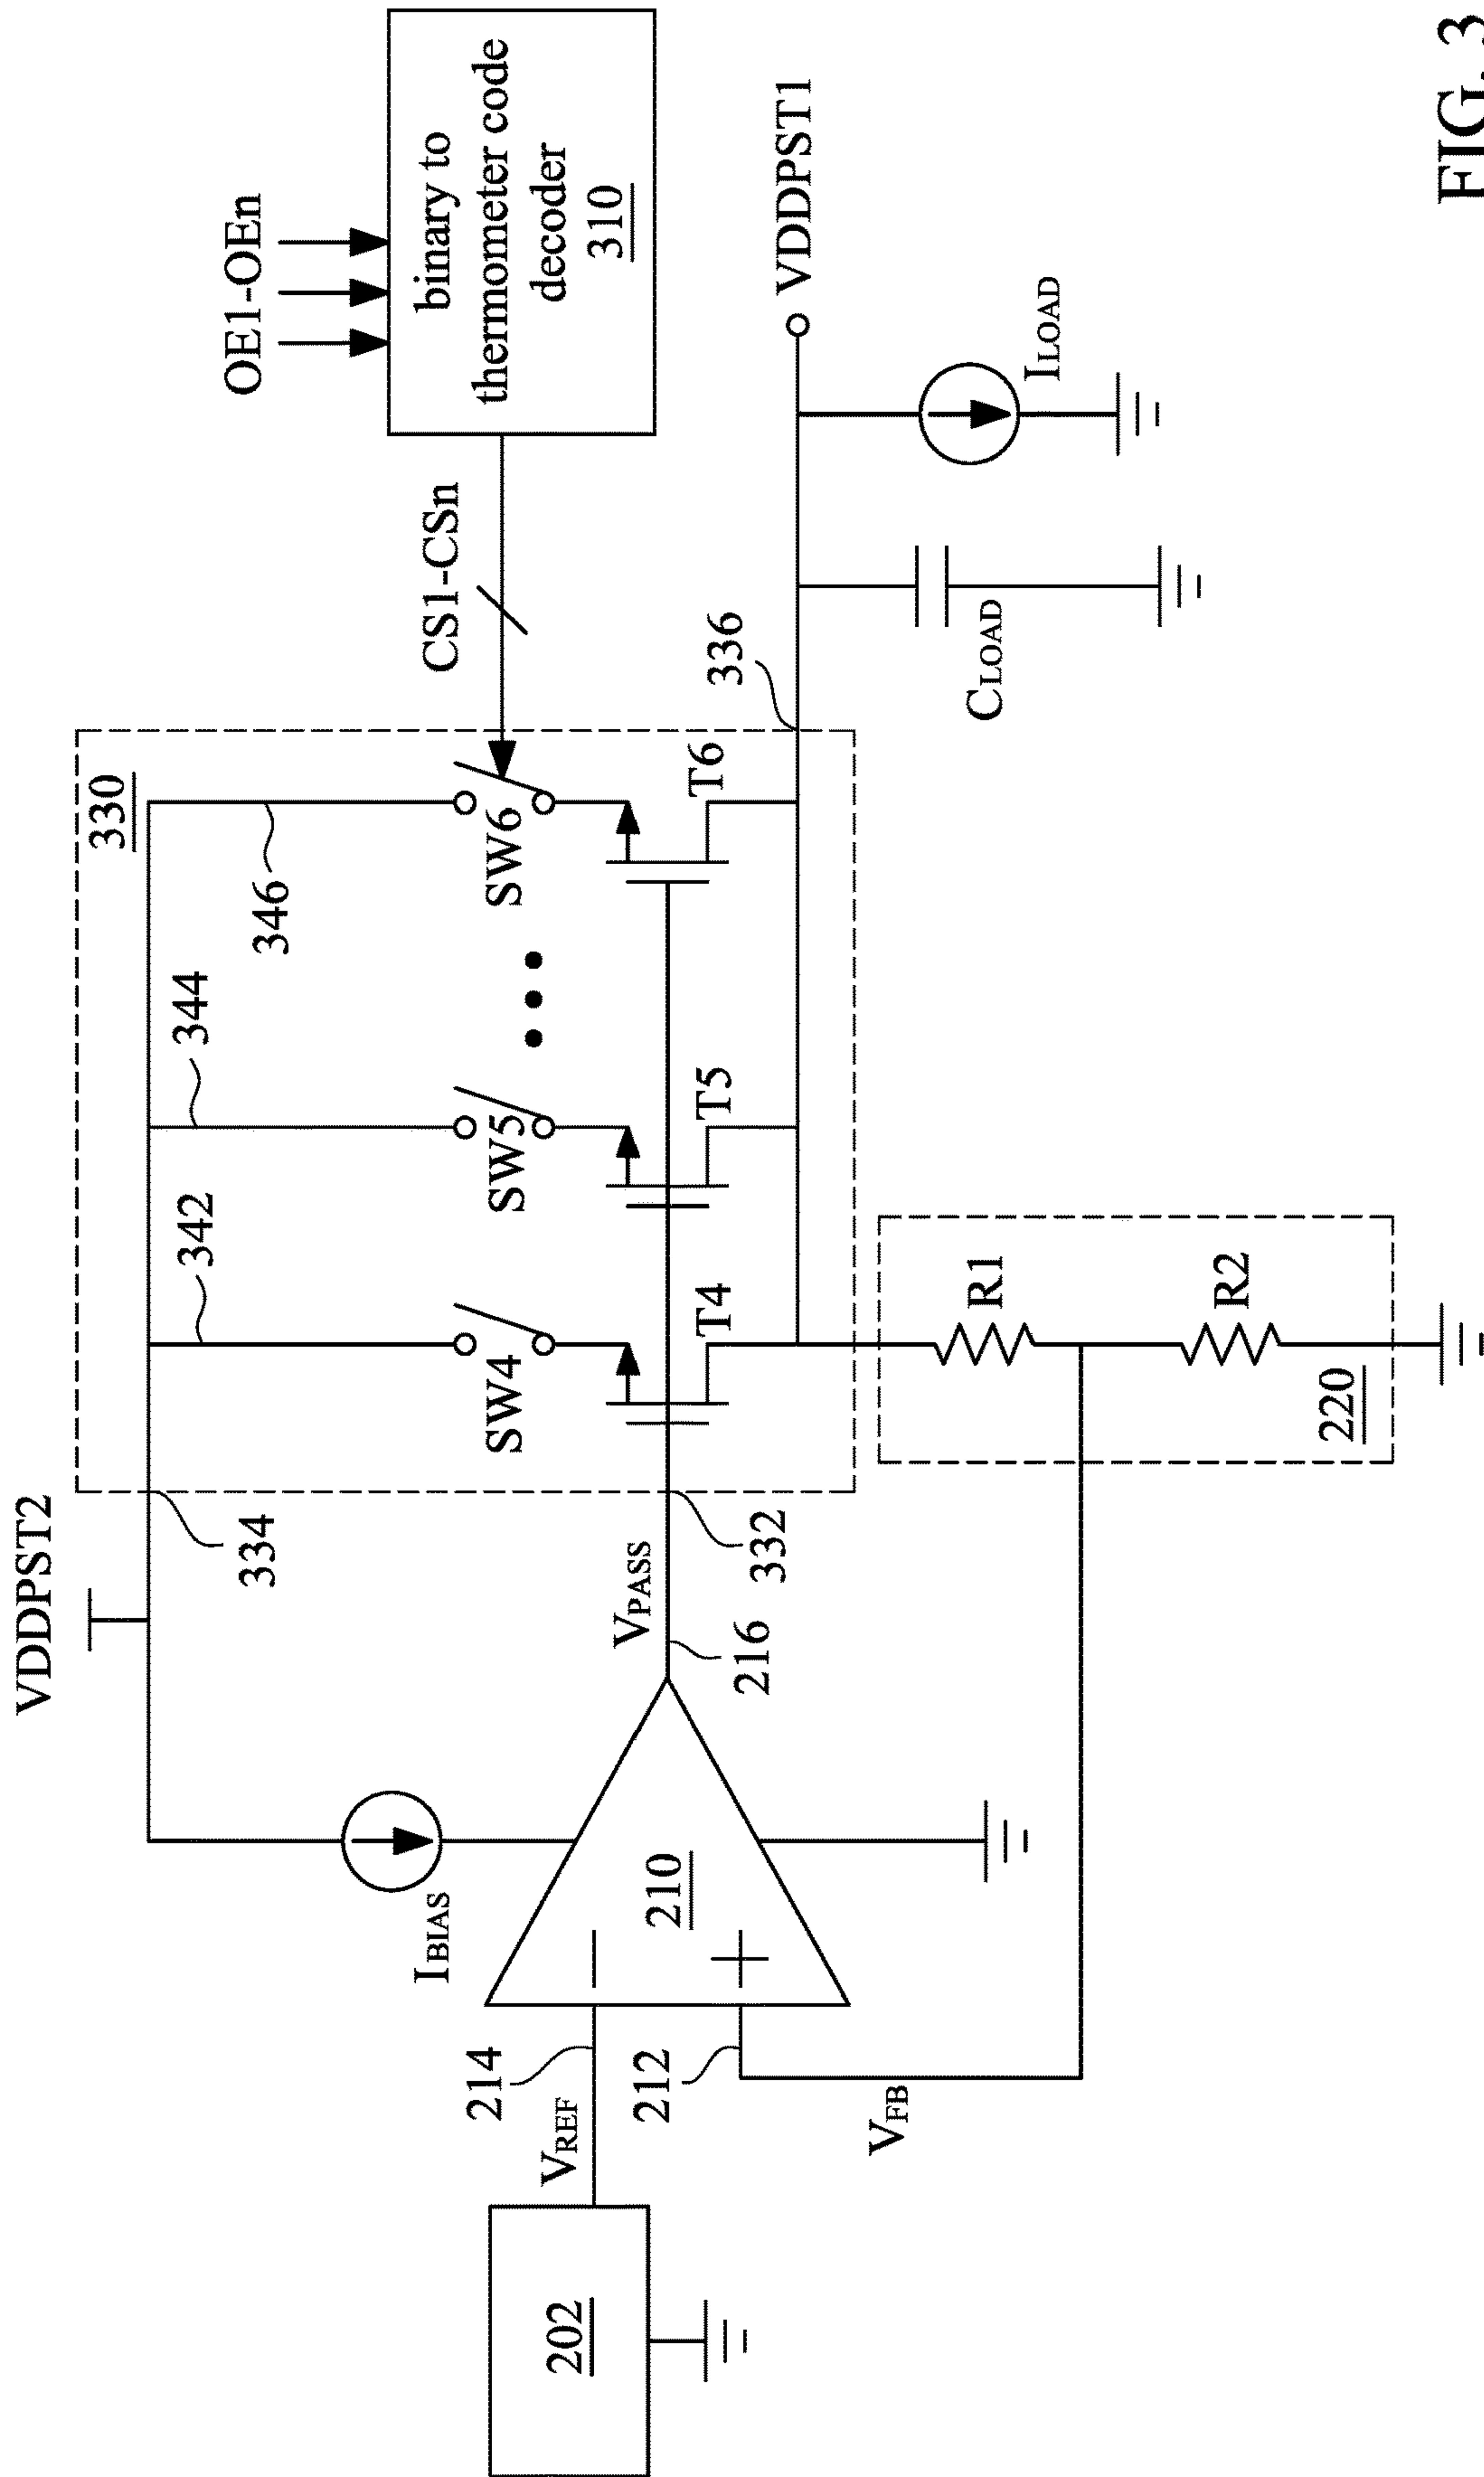 VDDPST2
OE1-OEn
330
334
342
344
346
CS1-CSn
binary to
thermometer code
decoder
310
IBIAS
SW4
SW5
SW6
VREF
214
212
210
VPASS
216
332
T4
T5
T6
336
VDDPST1
202
VFB
R1
R2
220
CLOAD
ILOAD
FIG. 3